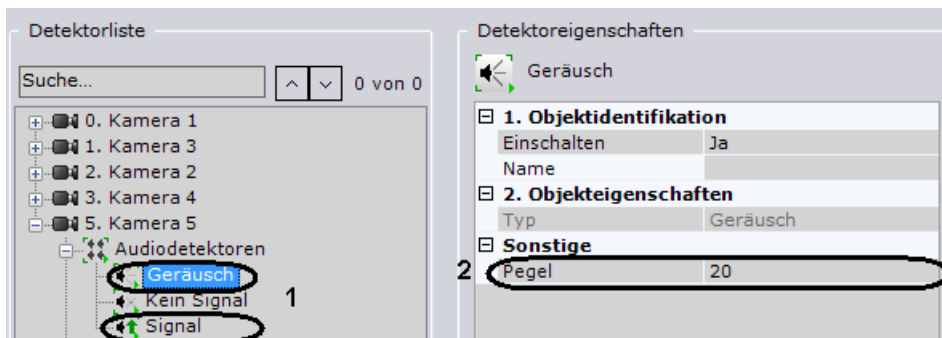 Detektorliste
Suche...
0 von 0
0. Kamera 1
1. Kamera 3
2. Kamera 2
3. Kamera 4
5. Kamera 5
Audiodetektoren
Geräusch
Kein Signal
1
Signal
Detektoreigenschaften
Geräusch
1. Objektidentifikation
Einschalten Ja
Name
2. Objekteigenschaften
Typ Geräusch
Sonstige
2 Pegel 20